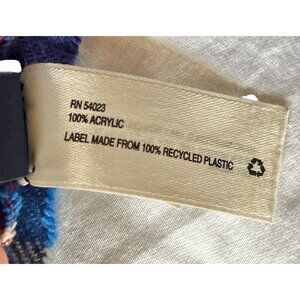 RN 54023
100% ACRYLIC
LABEL MADE FROM 100% RECYCLED PLASTIC